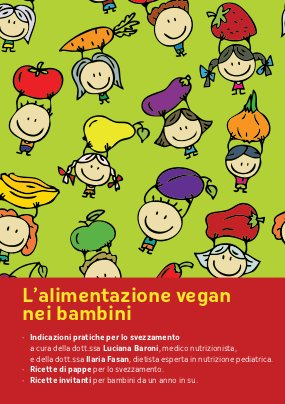 L'alimentazione vegan
nei bambini
· Indicazioni pratiche per lo svezzamento
a cura della dott.ssa Luciana Baroni, medico nutrizionista,
e della dott.ssa Ilaria Fasan, dietista esperta in nutrizione pediatrica.
· Ricette di pappe per lo svezzamento.
· Ricette invitanti per bambini da un anno in su.